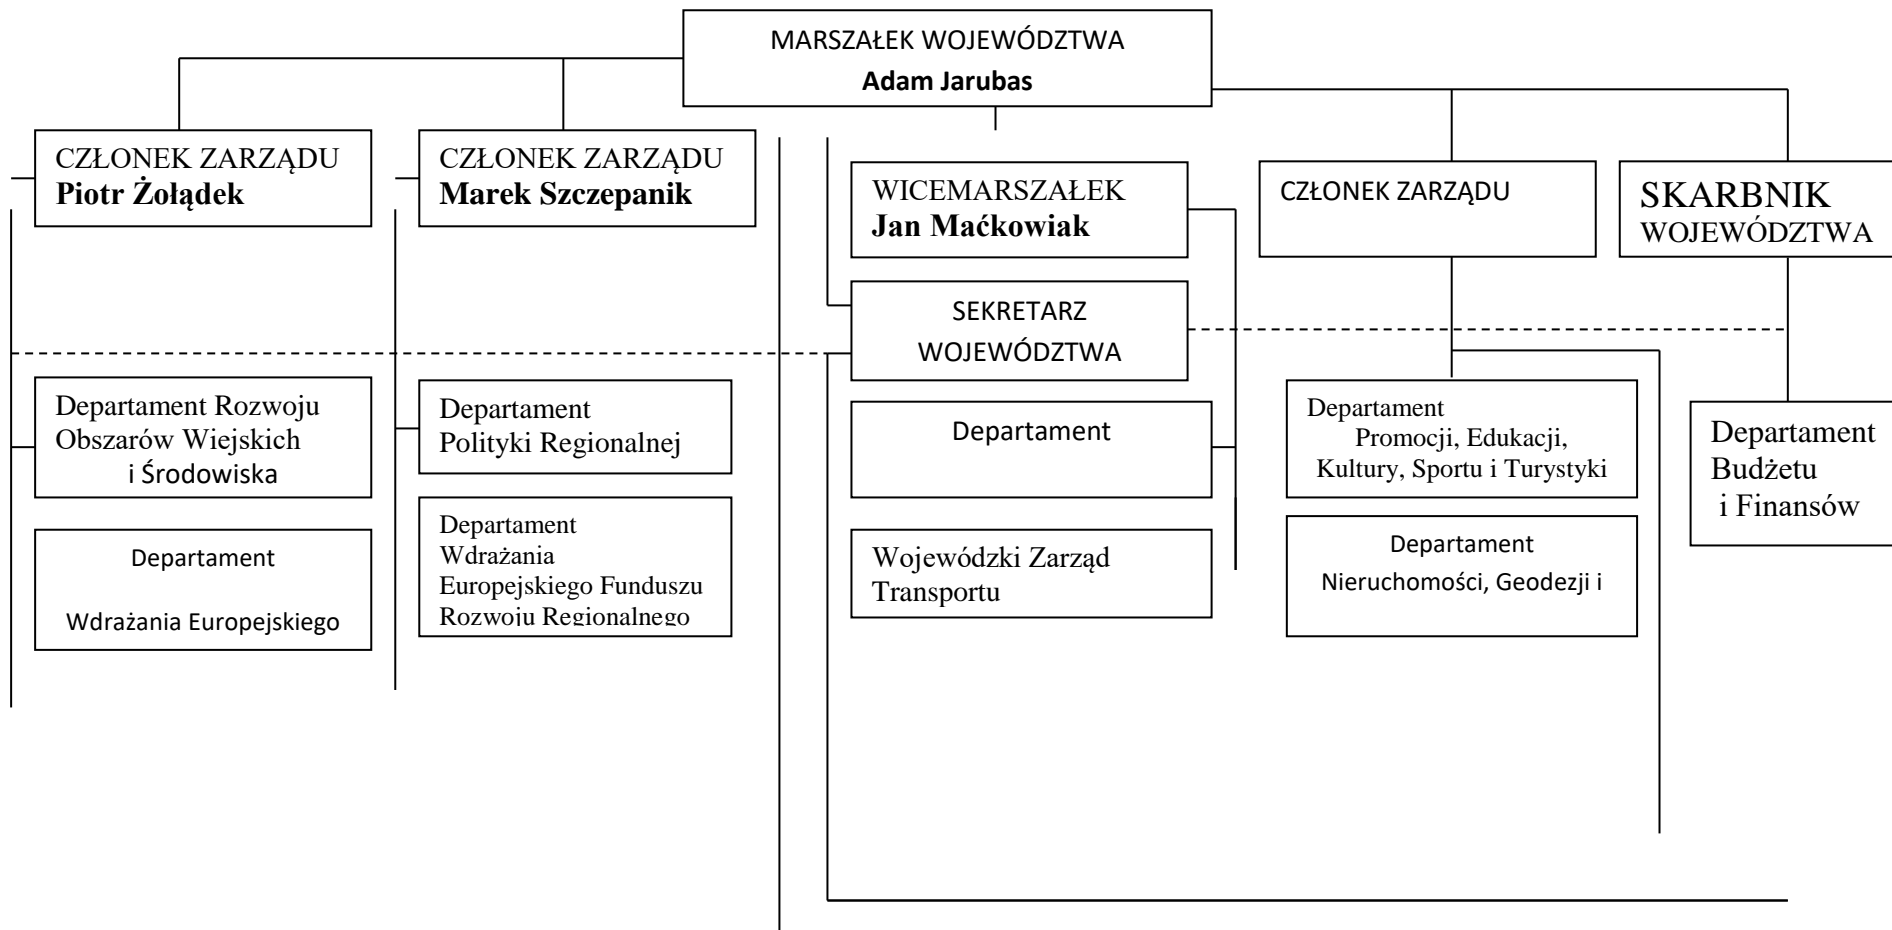 MARSZAŁEK WOJEWÓDZTWA
Adam Jarubas
CZŁONEK ZARZĄDU
Piotr Żołądek
CZŁONEK ZARZĄDU
Marek Szczepanik
WICEMARSZAŁEK
Jan Maćkowiak
CZŁONEK ZARZĄDU
SKARBNIK
WOJEWÓDZTWA
SEKRETARZ
WOJEWÓDZTWA
Departament Rozwoju
Obszarów Wiejskich
i Środowiska
Departament
Polityki Regionalnej
Departament
Departament
Promocji, Edukacji,
Kultury, Sportu i Turystyki
Departament
Budżetu
i Finansów
Departament
Wdrażania Europejskiego
Departament
Wdrażania
Europejskiego Funduszu
Rozwoju Regionalnego
Wojewódzki Zarząd
Transportu
Departament
Nieruchomości, Geodezji i